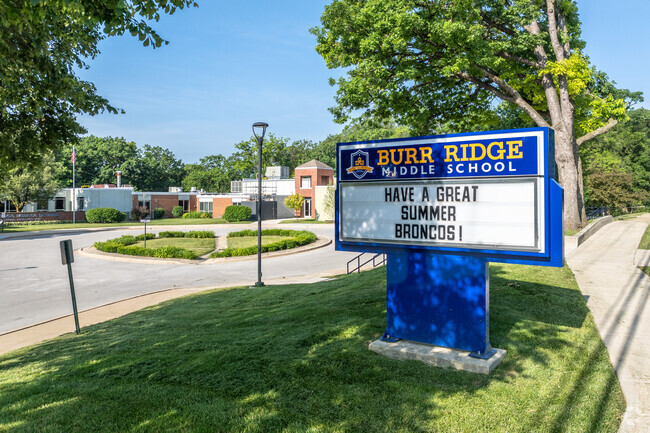 BURR RIDGE
MIDDLE SCHOOL
HAVE A GREAT
SUMMER
BRONCOS!